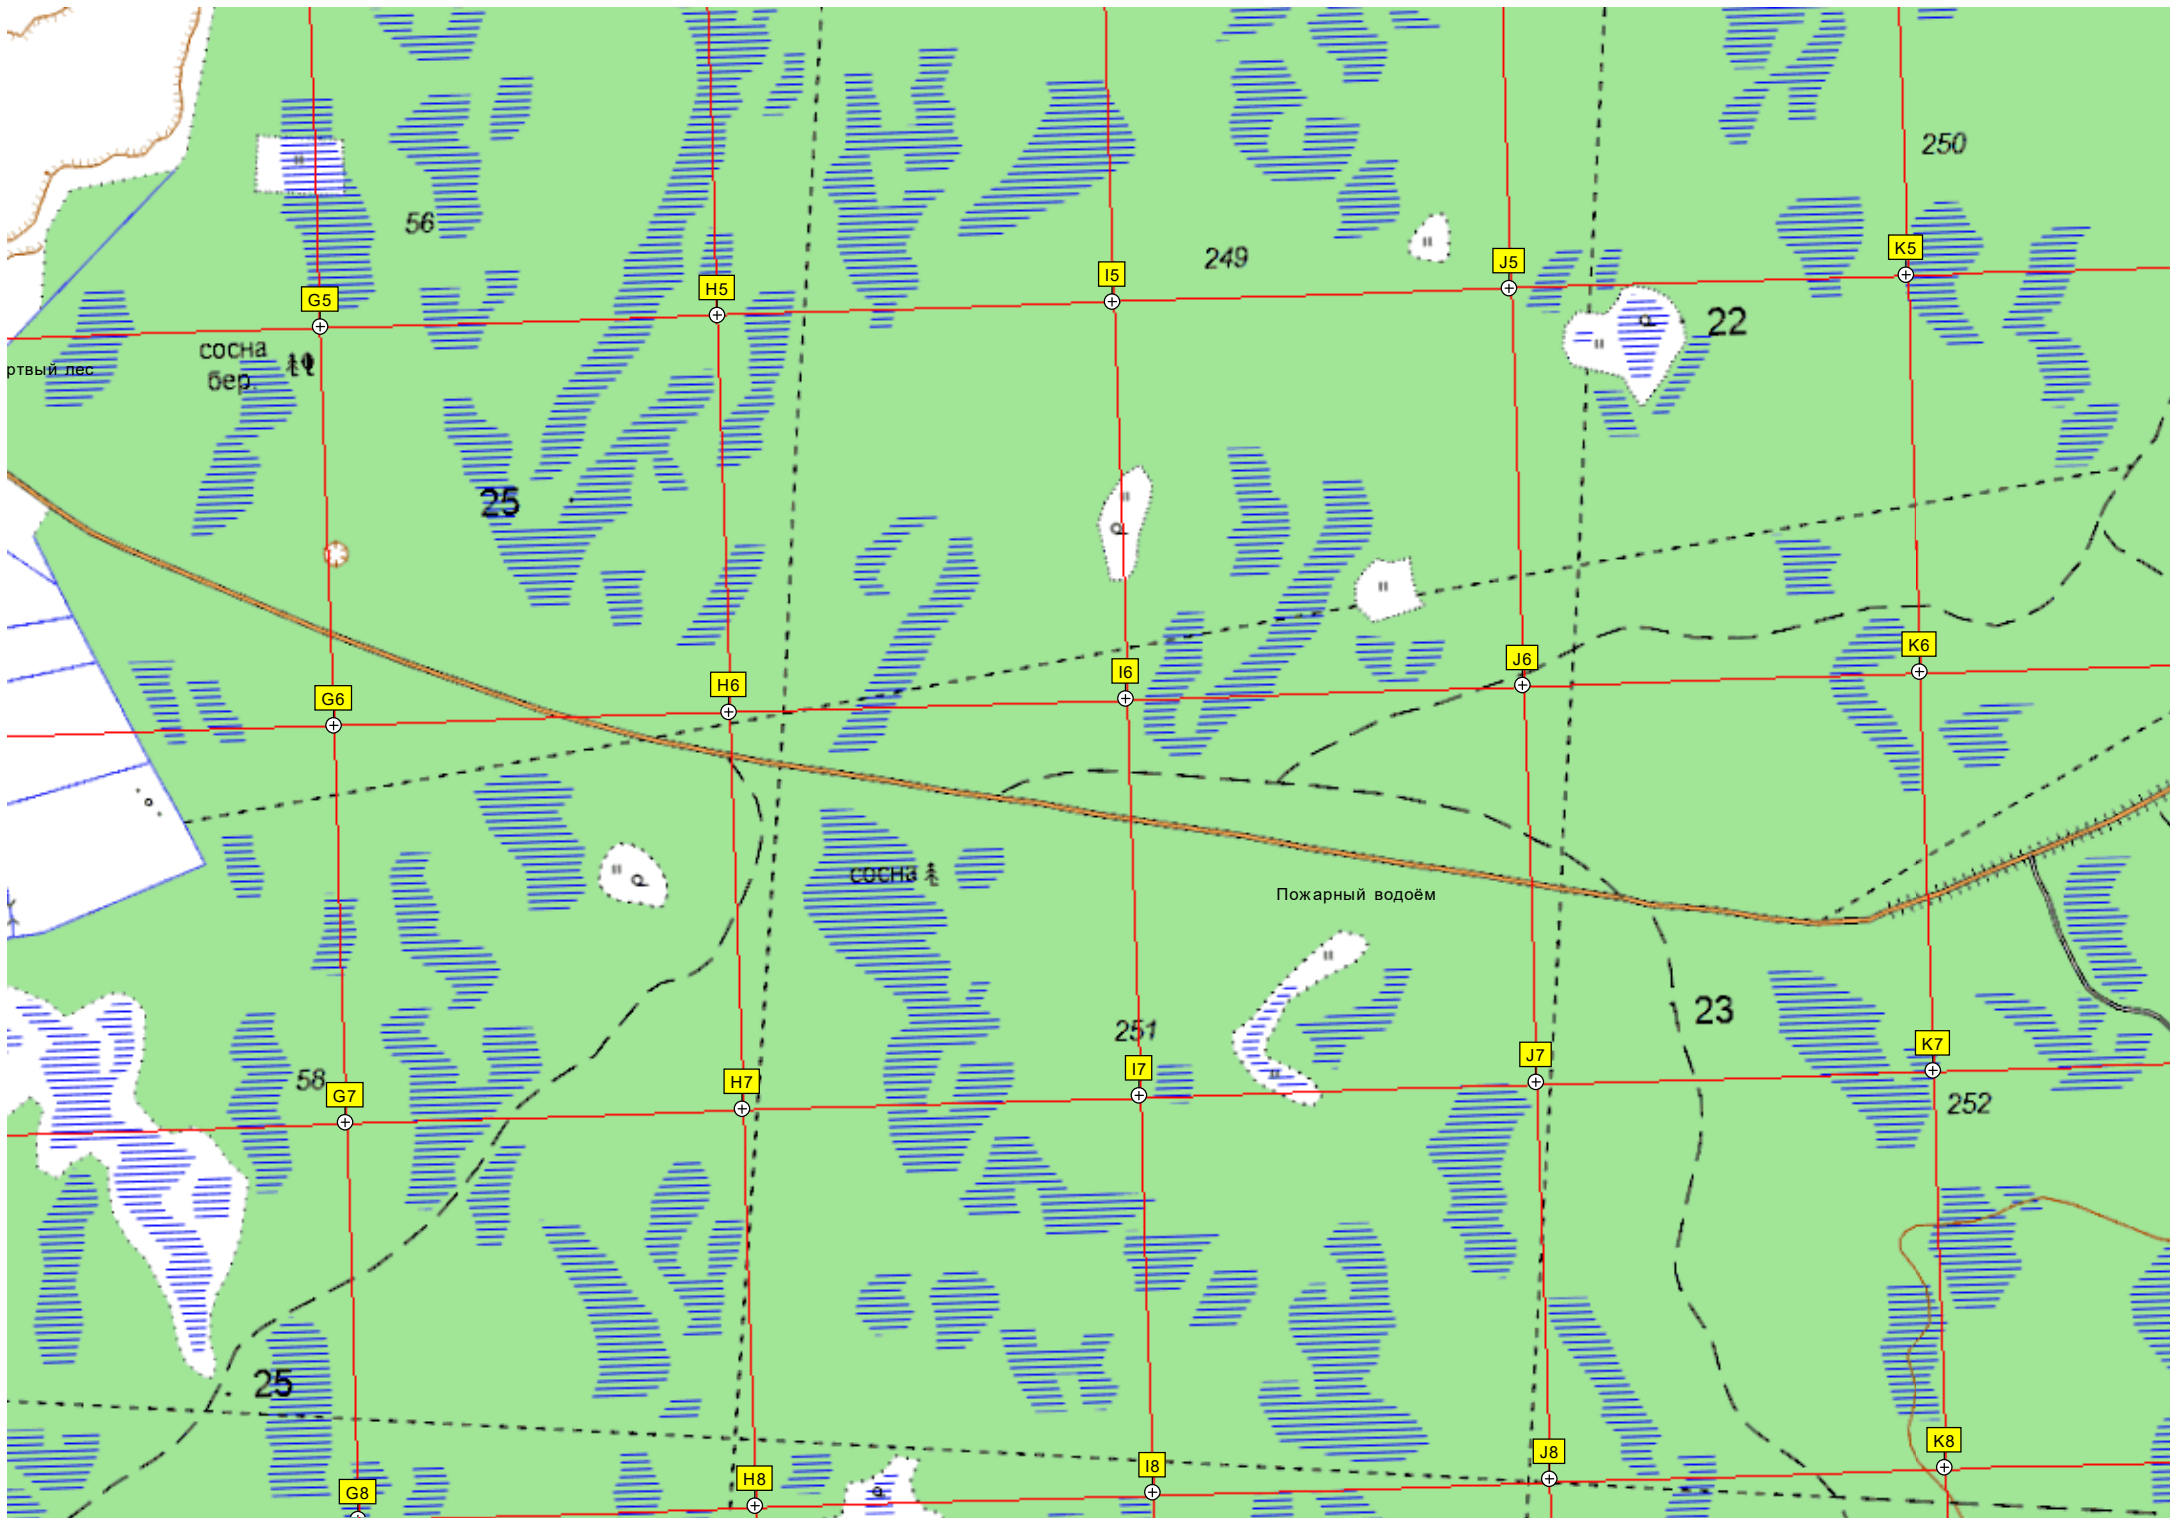 250
56
249
K5
J5
I5
H5
G5
22
сосна
бер.
ртвый лес
25
K6
J6
I6
H6
G6
сосна
Пожарный водоём
23
251
K7
J7
I7
H7
58
G7
252
25
K8
J8
I8
H8
G8